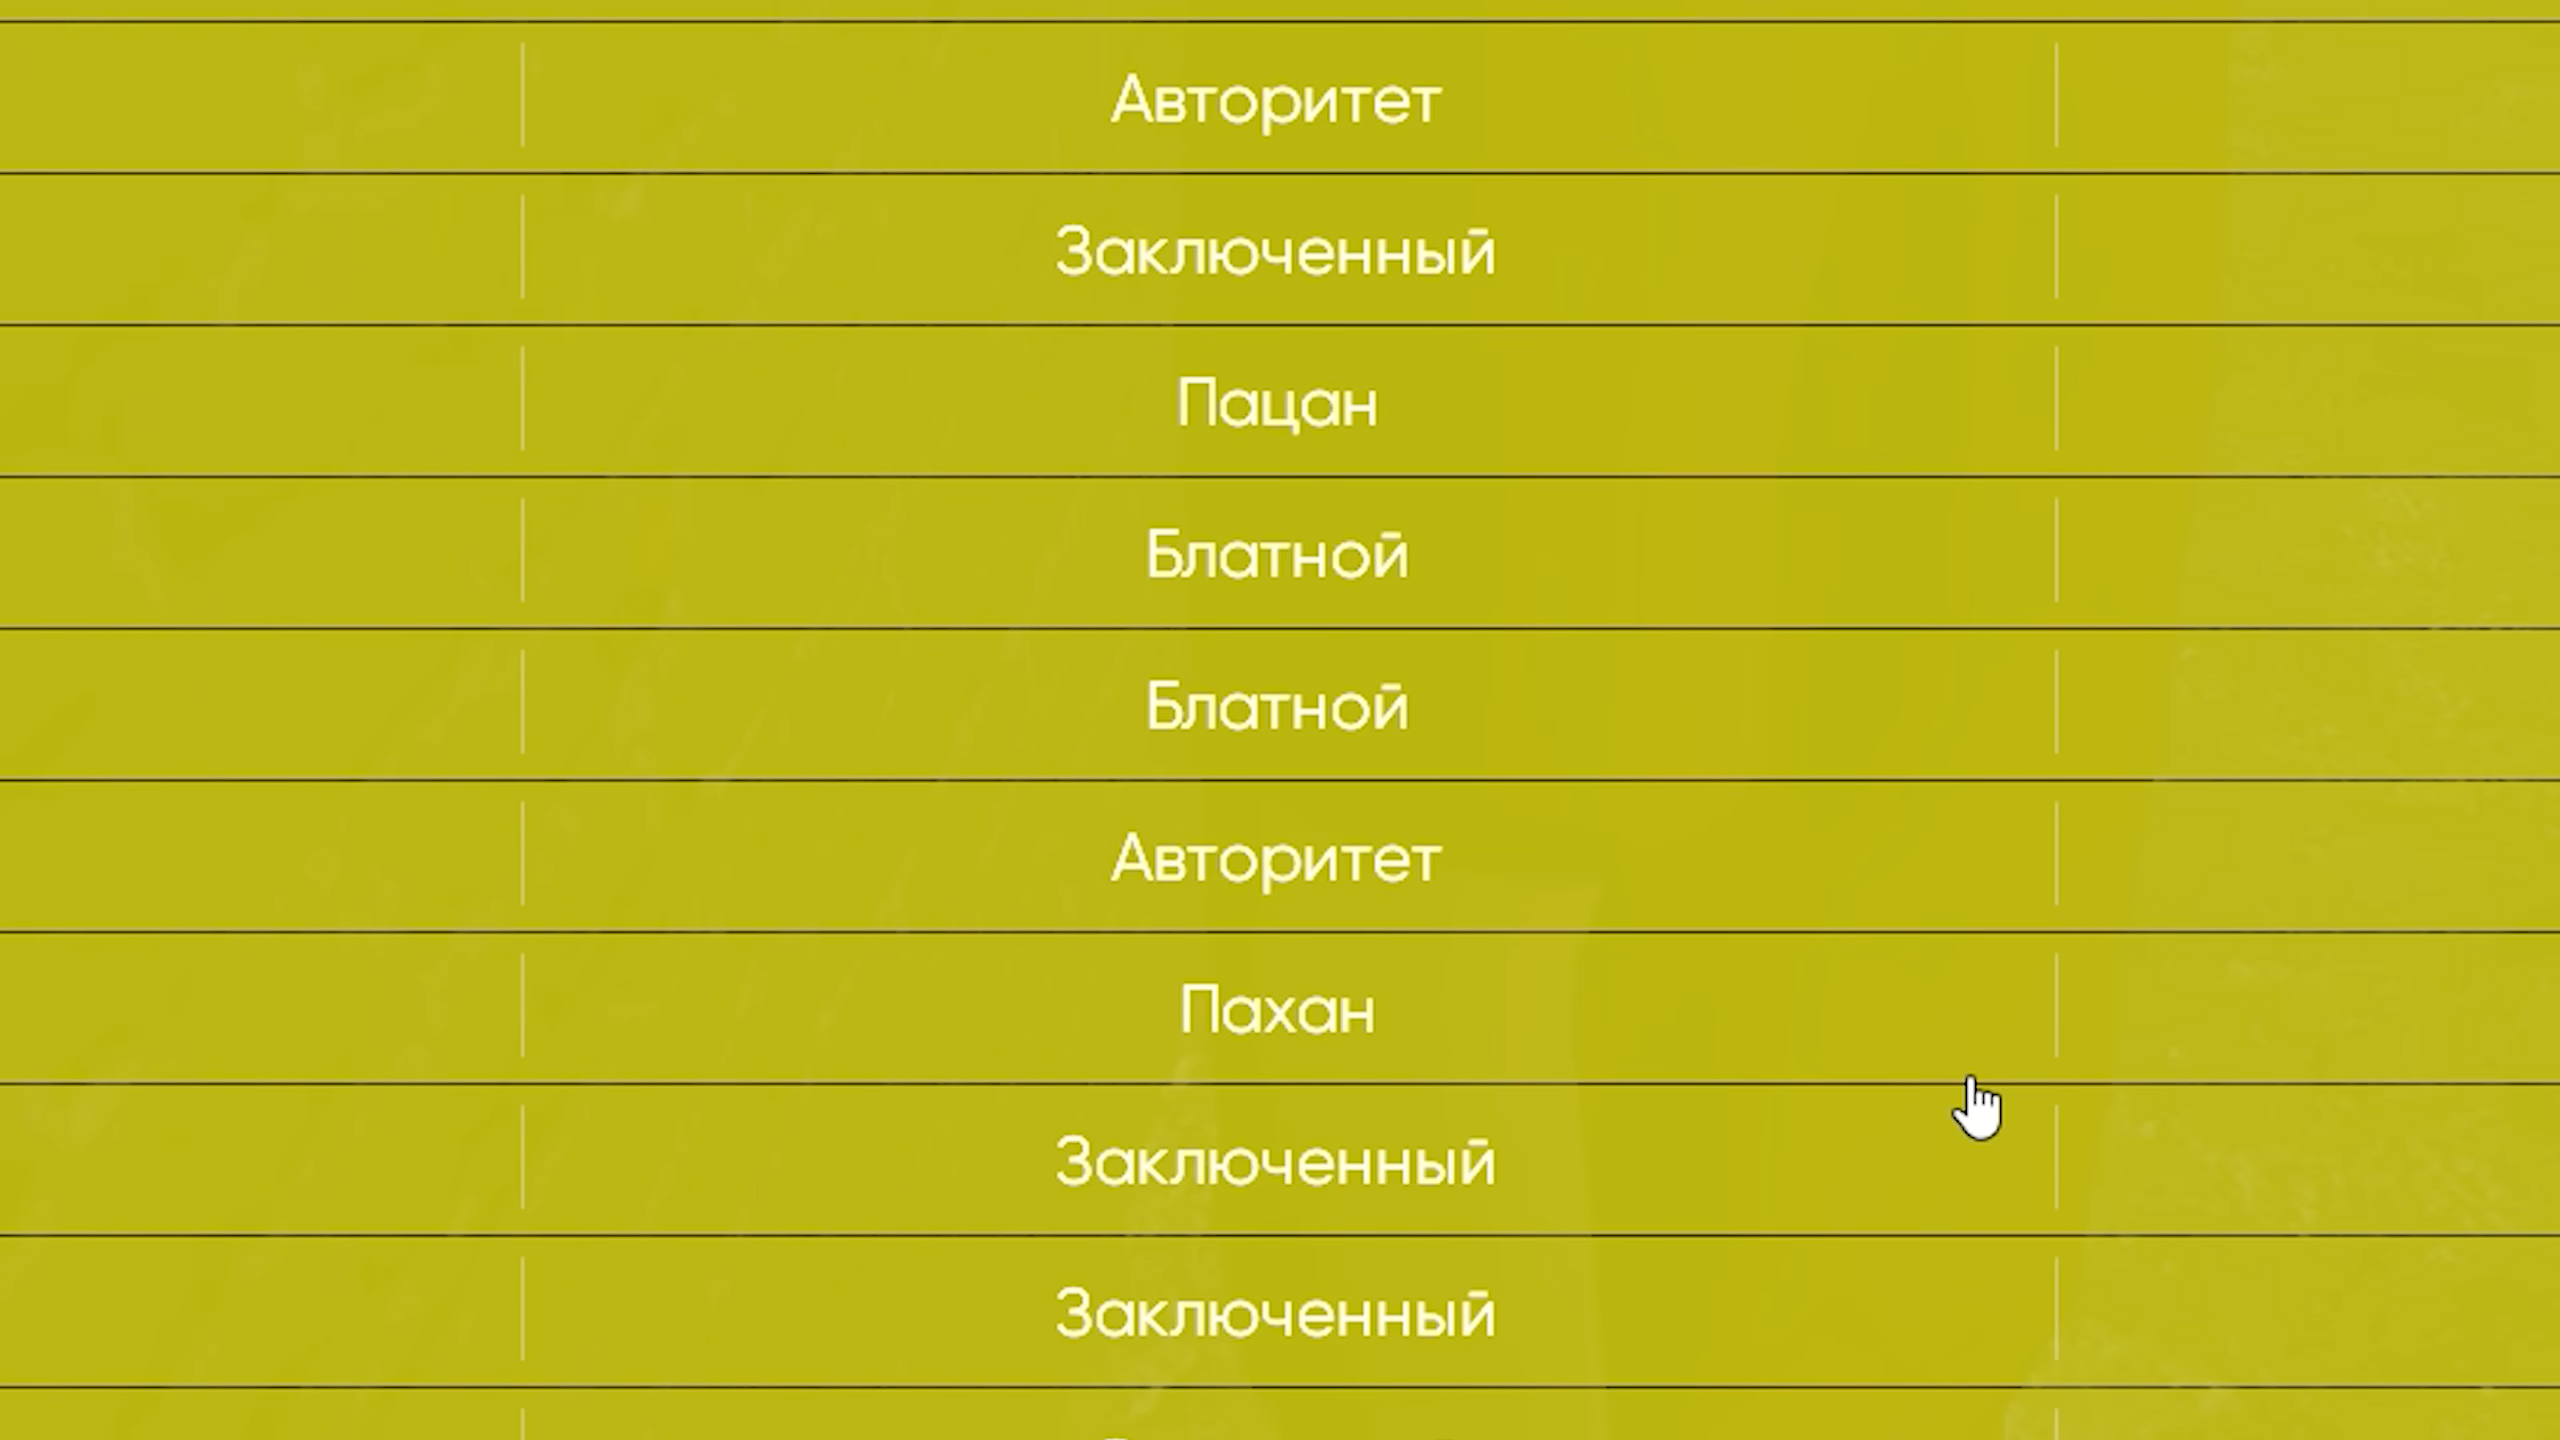 Авторитет
Заключенный
Пацан
Блатной
Блатной
Авторитет
Пахан
Заключенный
Заключенный